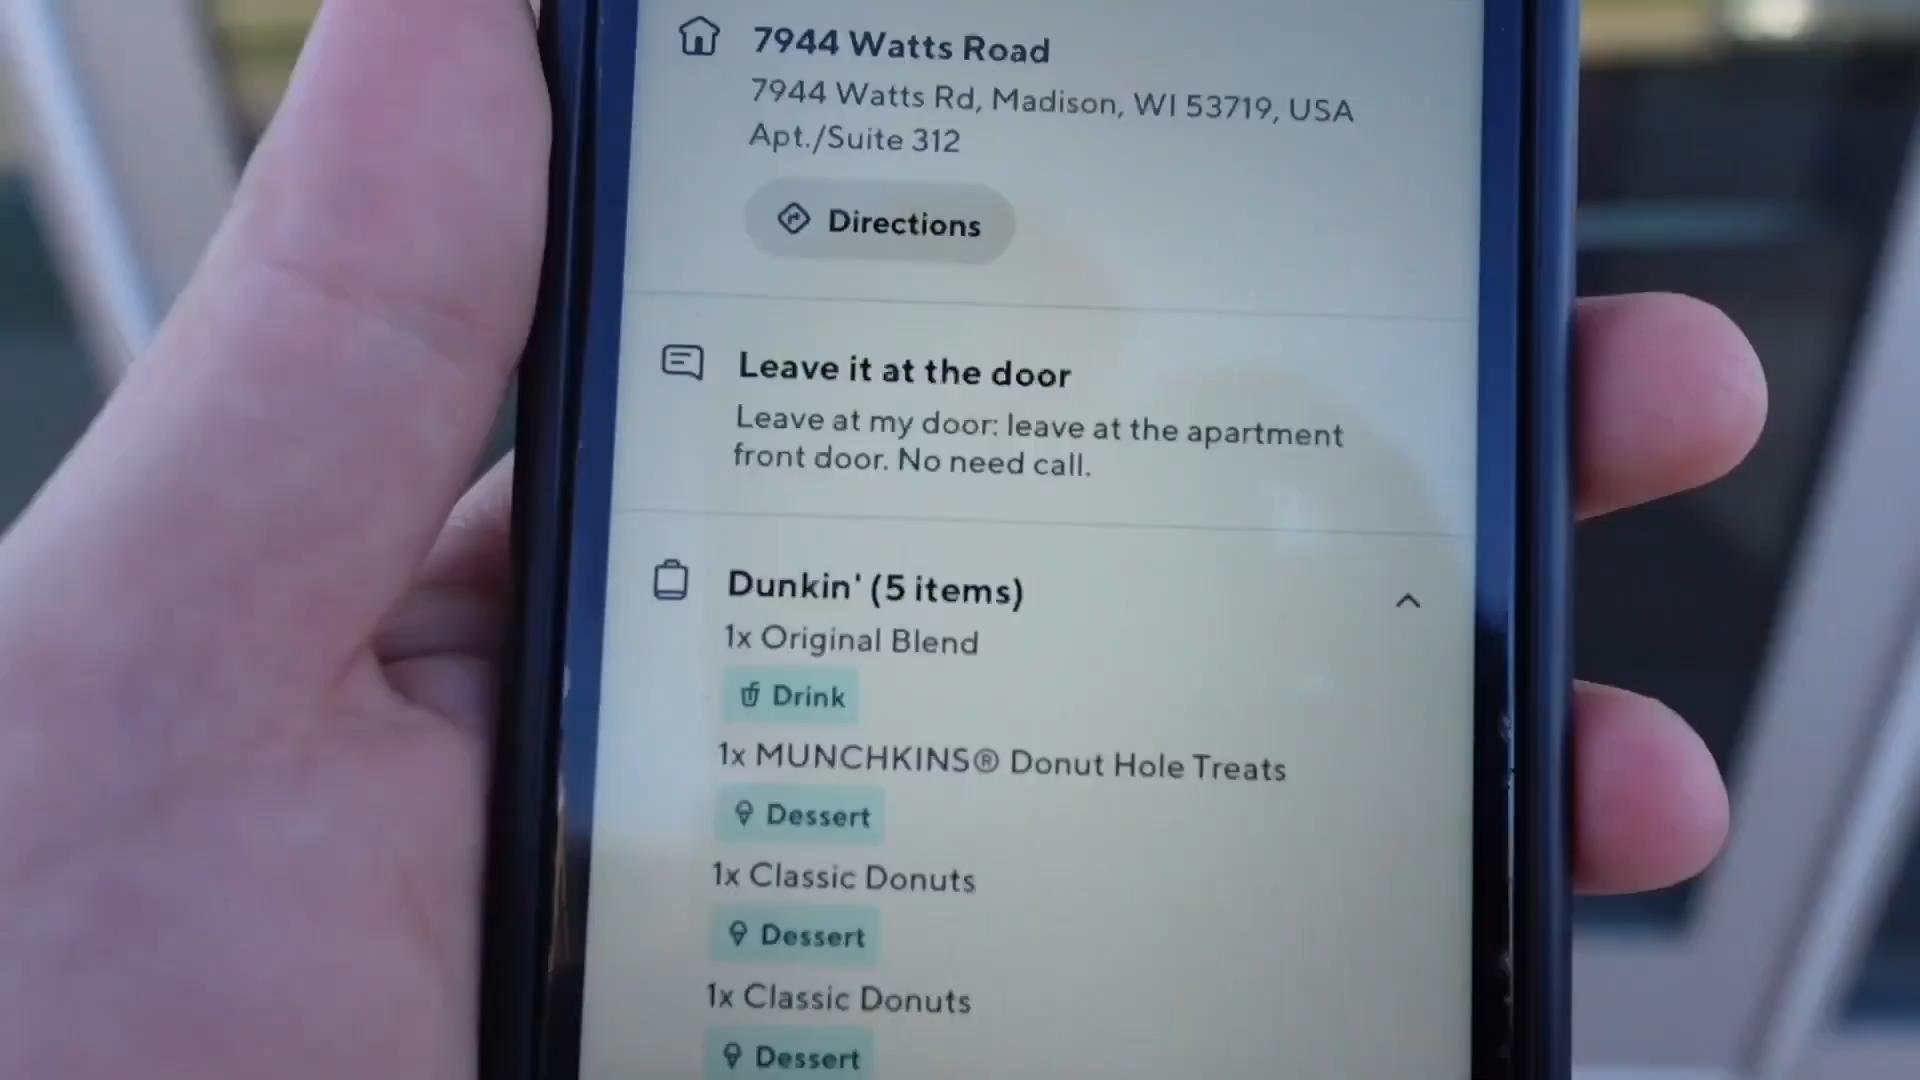 7944 Watts Road
7944 Watts Rd, Madison, WI 53719, USA
Apt./Suite 312
Directions
Leave it at the door
Leave at my door: leave at the apartment
front door. No need call.
Dunkin' (5 items)
1x Original Blend
Drink
1x MUNCHKINS® Donut Hole Treats
Dessert
1x Classic Donuts
Dessert
1x Classic Donuts
Dessert